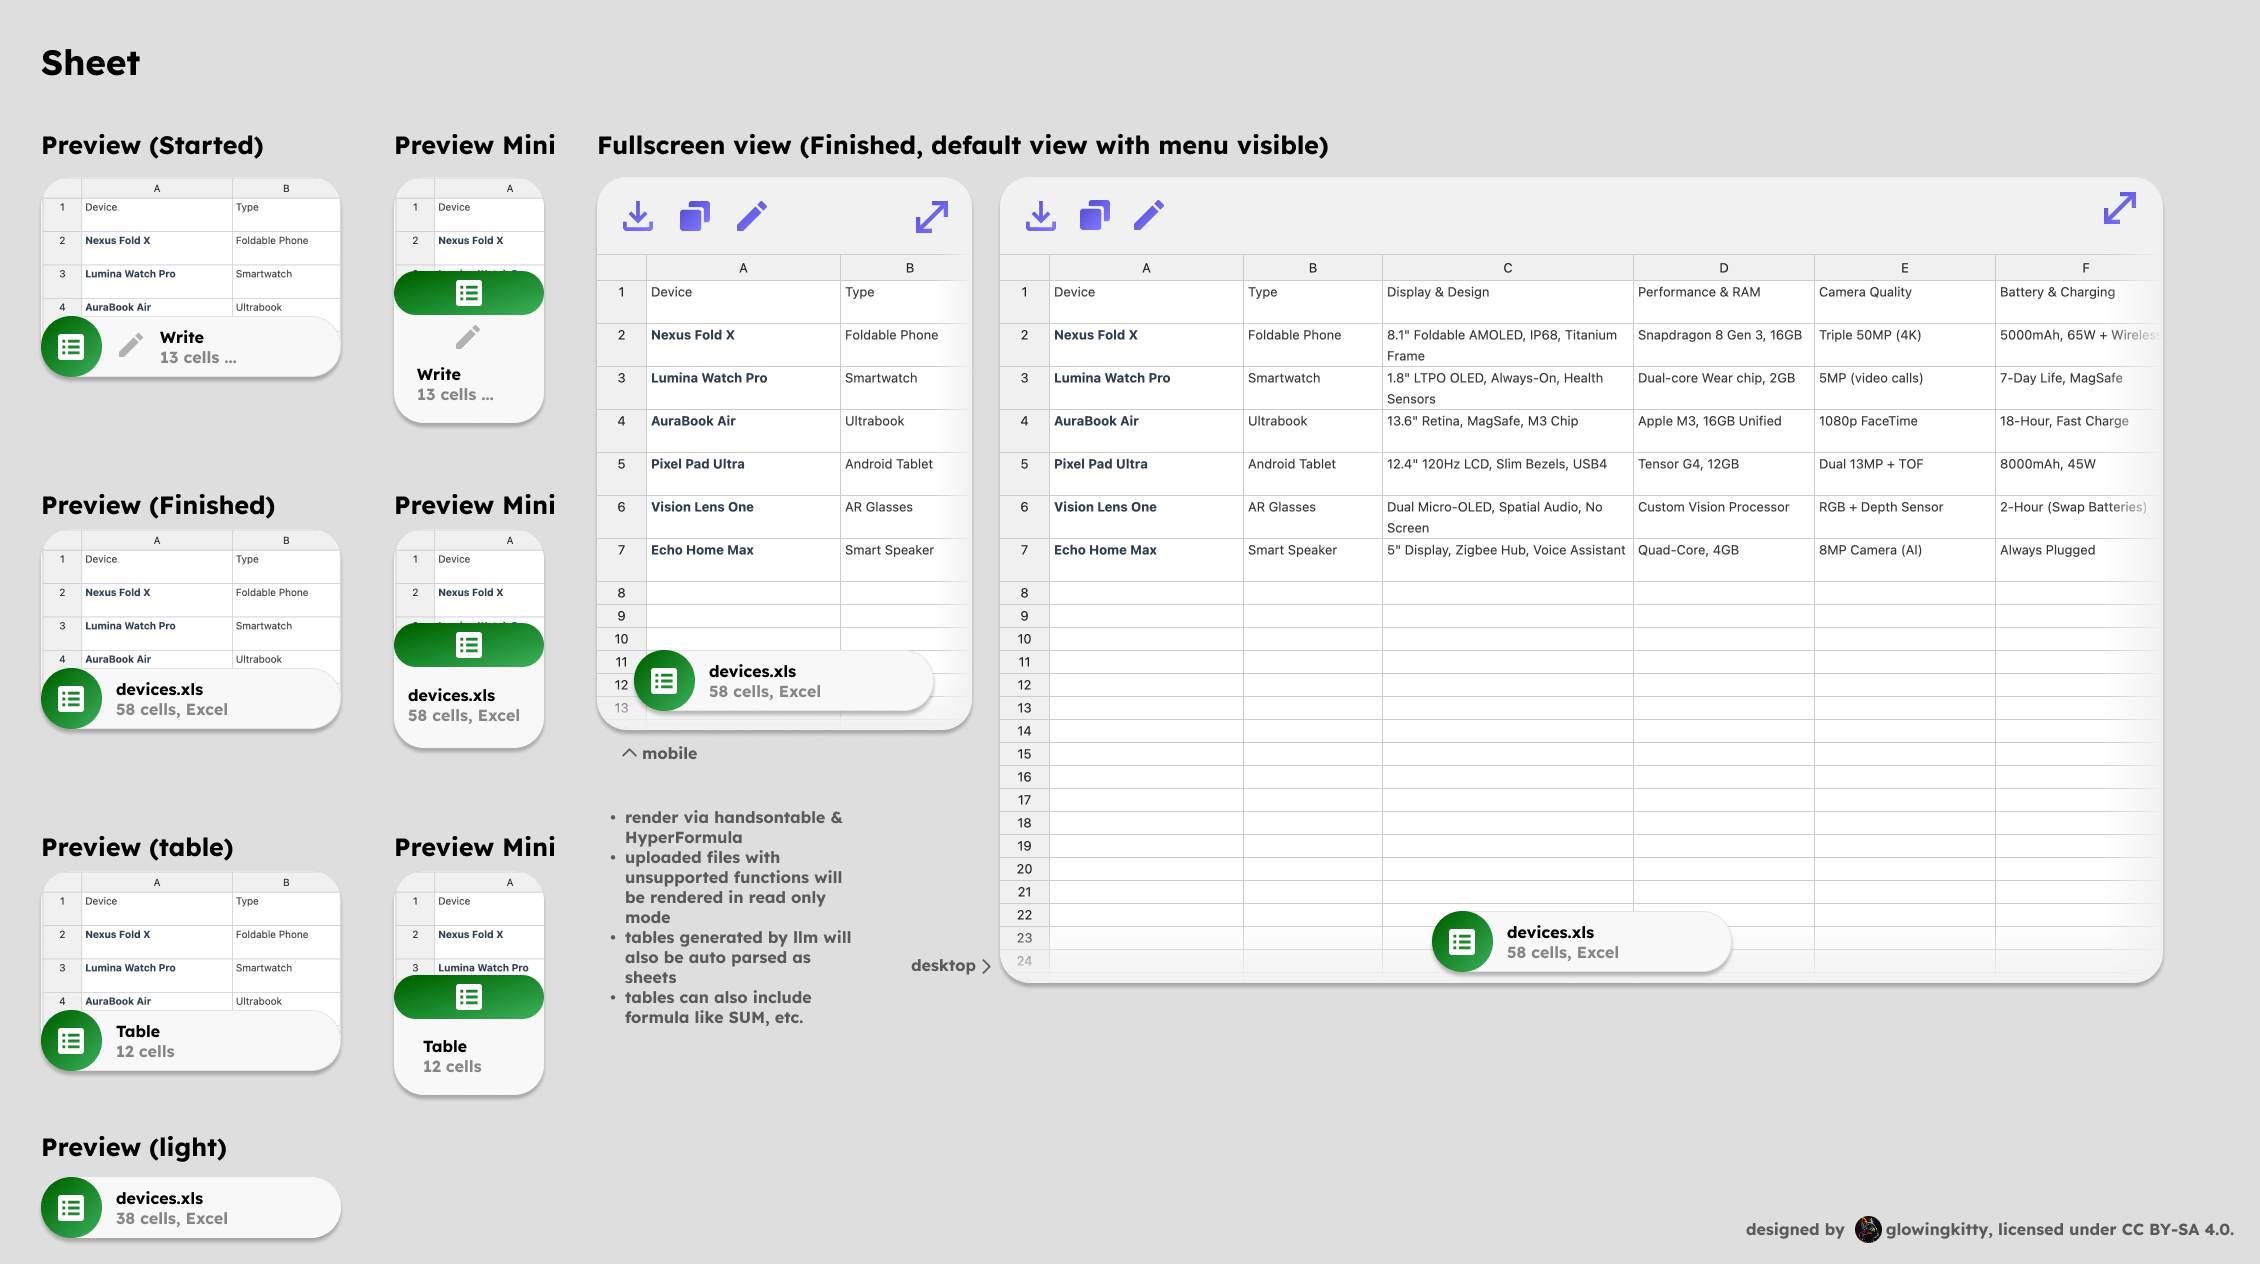 Sheet
Preview (Started)
A B
1 Device Type
2 Nexus Fold X Foldable Phone
3 Lumina Watch Pro Smartwatch
4 AuraBook Air Ultrabook
Write
13 cells ...
Preview Mini
A
1 Device
2 Nexus Fold X
Write
13 cells ...
Preview (Finished)
A B
1 Device Type
2 Nexus Fold X Foldable Phone
3 Lumina Watch Pro Smartwatch
4 AuraBook Air Ultrabook
devices.xls
58 cells, Excel
Preview Mini
A
1 Device
2 Nexus Fold X
devices.xls
58 cells, Excel
Preview (table)
A B
1 Device Type
2 Nexus Fold X Foldable Phone
3 Lumina Watch Pro Smartwatch
4 AuraBook Air Ultrabook
Table
12 cells
Preview Mini
A
1 Device
2 Nexus Fold X
3 Lumina Watch Pro
Table
12 cells
Preview (light)
devices.xls
38 cells, Excel
Fullscreen view (Finished, default view with menu visible)
A B
1 Device Type
2 Nexus Fold X Foldable Phone
3 Lumina Watch Pro Smartwatch
4 AuraBook Air Ultrabook
5 Pixel Pad Ultra Android Tablet
6 Vision Lens One AR Glasses
7 Echo Home Max Smart Speaker
8
9
10
11
12
13
devices.xls
58 cells, Excel
mobile
• render via handsontable &
HyperFormula
• uploaded files with
unsupported functions will
be rendered in read only
mode
• tables generated by llm will
also be auto parsed as
sheets
• tables can also include
formula like SUM, etc.
desktop
A B C D E F
1 Device Type Display & Design Performance & RAM Camera Quality Battery & Charging
2 Nexus Fold X Foldable Phone 8.1" Foldable AMOLED, IP68, Titanium Frame Snapdragon 8 Gen 3, 16GB Triple 50MP (4K) 5000mAh, 65W + Wireless
3 Lumina Watch Pro Smartwatch 1.8" LTPO OLED, Always-On, Health Sensors Dual-core Wear chip, 2GB 5MP (video calls) 7-Day Life, MagSafe
4 AuraBook Air Ultrabook 13.6" Retina, MagSafe, M3 Chip Apple M3, 16GB Unified 1080p FaceTime 18-Hour, Fast Charge
5 Pixel Pad Ultra Android Tablet 12.4" 120Hz LCD, Slim Bezels, USB4 Tensor G4, 12GB Dual 13MP + TOF 8000mAh, 45W
6 Vision Lens One AR Glasses Dual Micro-OLED, Spatial Audio, No Screen Custom Vision Processor RGB + Depth Sensor 2-Hour (Swap Batteries)
7 Echo Home Max Smart Speaker 5" Display, Zigbee Hub, Voice Assistant Quad-Core, 4GB 8MP Camera (AI) Always Plugged
8
9
10
11
12
13
14
15
16
17
18
19
20
21
22
23
24
devices.xls
58 cells, Excel
designed by glowingkitty, licensed under CC BY-SA 4.0.